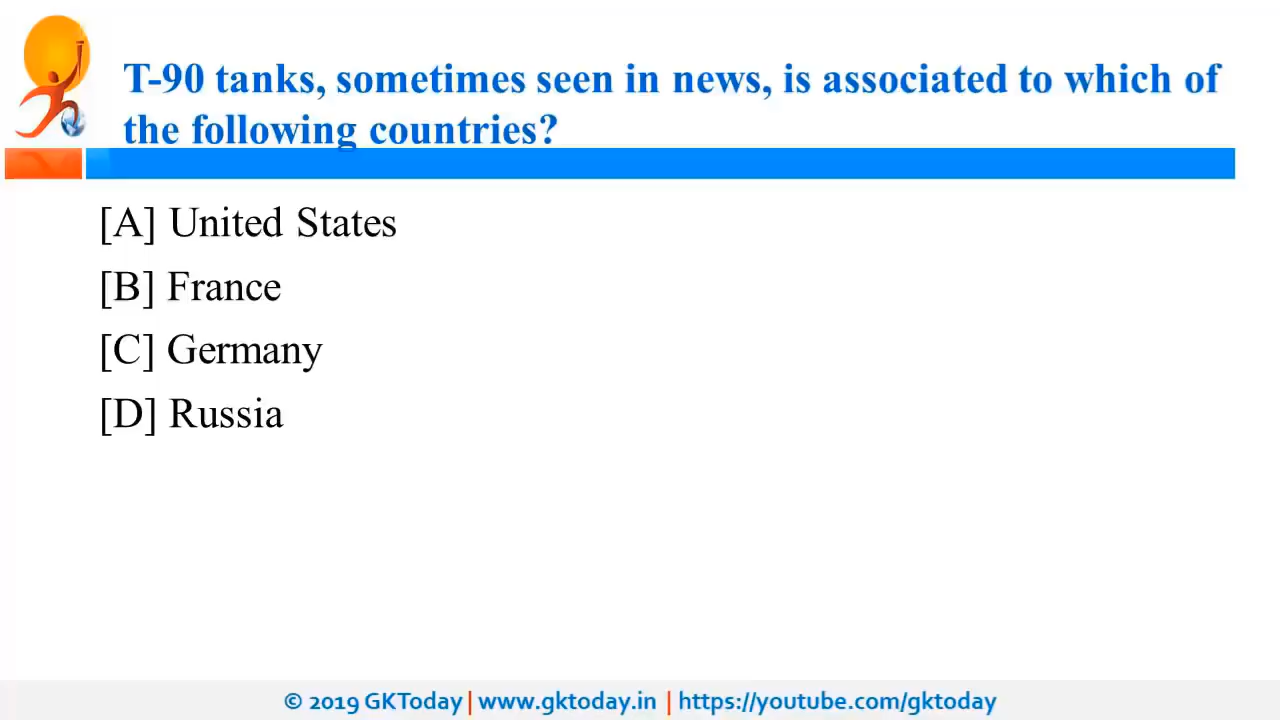 T-90 tanks, sometimes seen in news, is associated to which of
the following countries?
[A] United States
[B] France
[C] Germany
[D] Russia
© 2019 GKToday | www.gktoday.in | https://youtube.com/gktoday